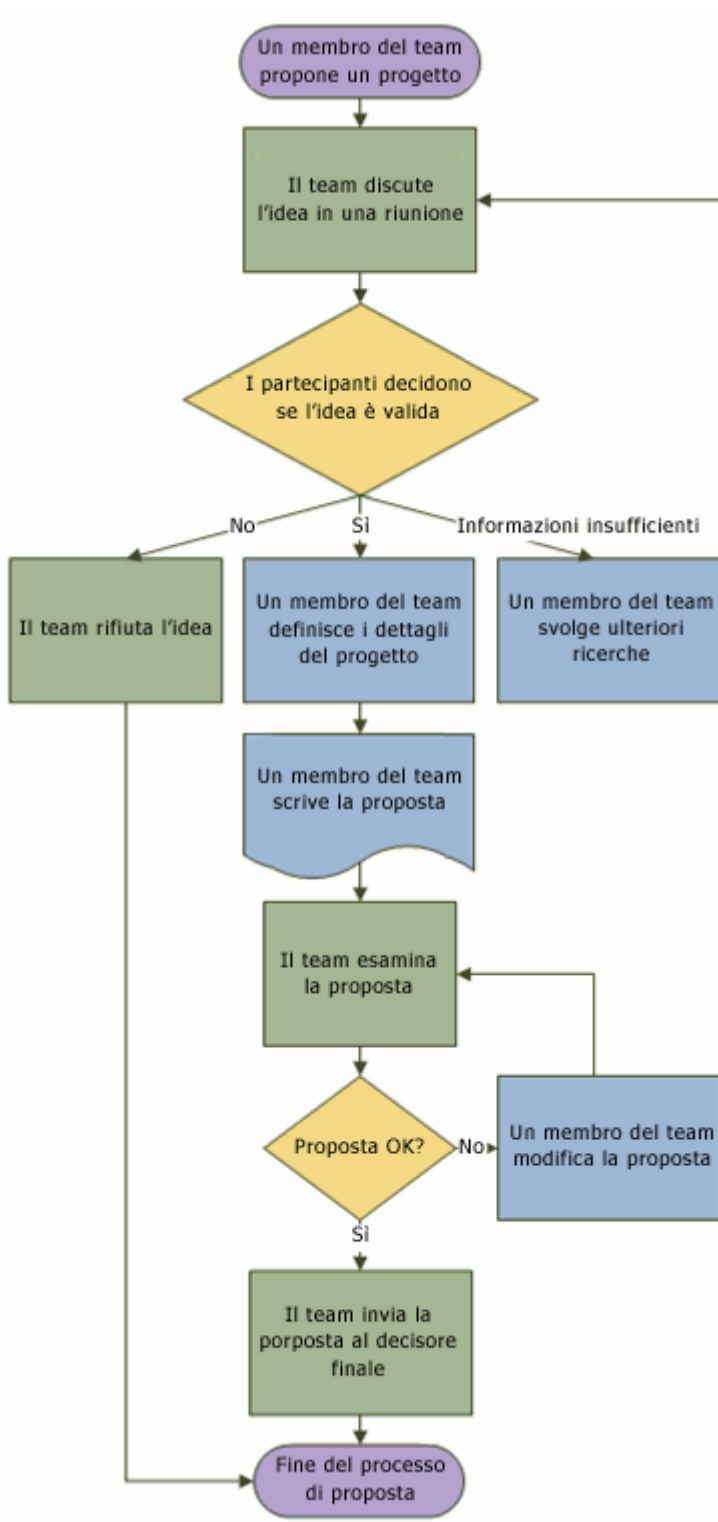 Un membro del team
propone un progetto
Il team discute
l'idea in una riunione
I partecipanti decidono
se l'idea è valida
No
Sì
Informazioni insufficienti
Il team rifiuta l'idea
Un membro del team
definisce i dettagli
del progetto
Un membro del team
svolge ulteriori
ricerche
Un membro del team
scrive la proposta
Il team esamina
la proposta
Proposta OK?
No
Un membro del team
modifica la proposta
Sì
Il team invia la
porposta al decisore
finale
Fine del processo
di proposta